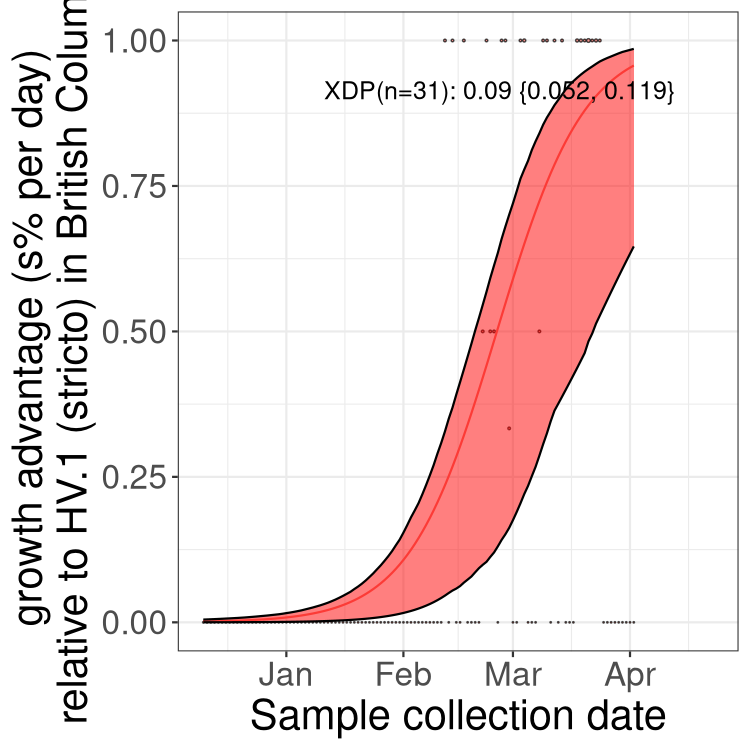 growth advantage (s% per day)
relative to HV.1 (stricto) in British Colum
1.00
0.75
0.50
0.25
0.00
XDP(n=31): 0.09 {0.052, 0.119}
Jan Feb Mar Apr
Sample collection date